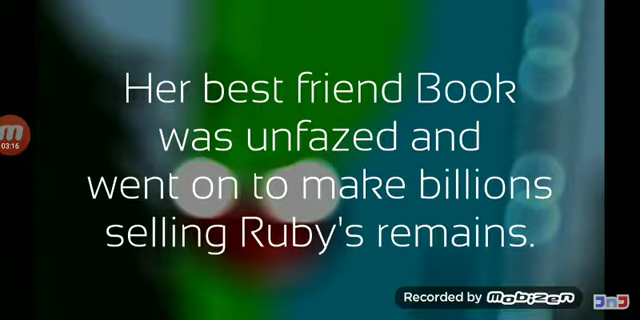 Her best friend Book
was unfazed and
went on to make billions
selling Ruby's remains.
03:16
Recorded by mobizen